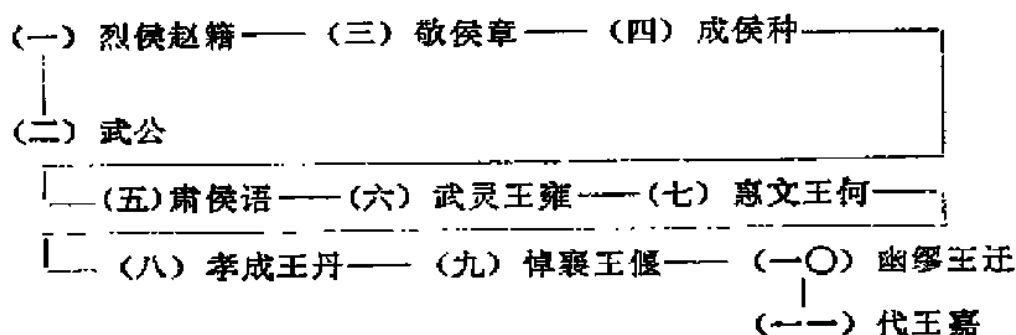 （一）烈侯赵籍——（三）敬侯章——（四）成侯种
（二）武公
（五）肃侯语——（六）武灵王雍——（七）惠文王何
（八）孝成王丹——（九）悼襄王偃——（一〇）幽缪王迁
（一一）代王嘉